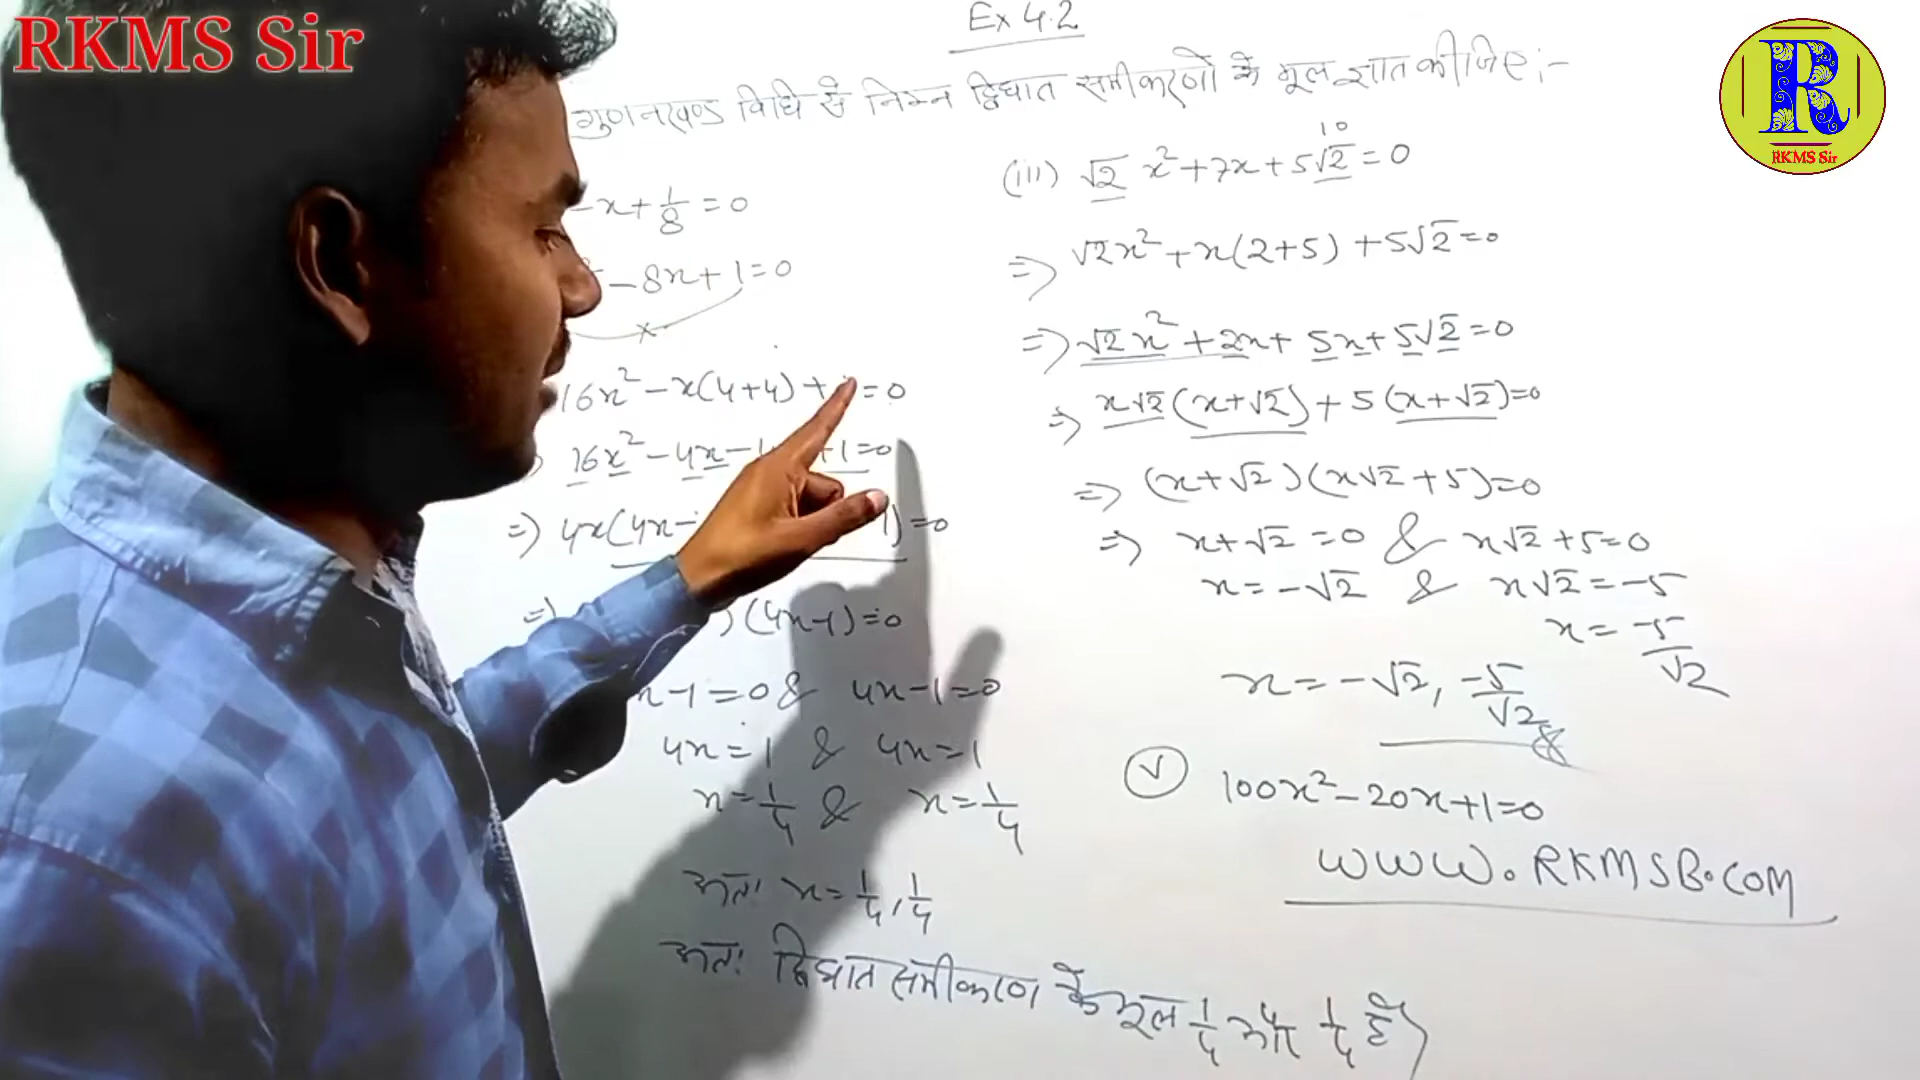 RKMS Sir
Ex 4.2
गुणनखण्ड विधि से निम्न द्विघात समीकरणों के मूल ज्ञात कीजिए:-
-x+1/8=0
-8x+1=0
x
16x²-x(4+4)+ =0
16x²-4x- +1=0
=> 4x(4x- 1)=0
=> )(4x-1)=0
x-1=0 & 4x-1=0
4x=1 & 4x=1
x=1/4 & x=1/4
अतः x=1/4, 1/4
अतः द्विघात समीकरण के मूल 1/4 और 1/4 है।
10
(iii) √2 x²+7x+5√2=0
=> √2x²+x(2+5)+5√2=0
=> √2x²+2x+5x+5√2=0
=> x√2(x+√2)+5(x+√2)=0
=> (x+√2)(x√2+5)=0
=> x+√2=0 & x√2+5=0
x=-√2 & x√2=-5
x=-5/√2
x=-√2, -5/√2
(v) 100x²-20x+1=0
WWW.RKMSB.COM
R
RKMS Sir